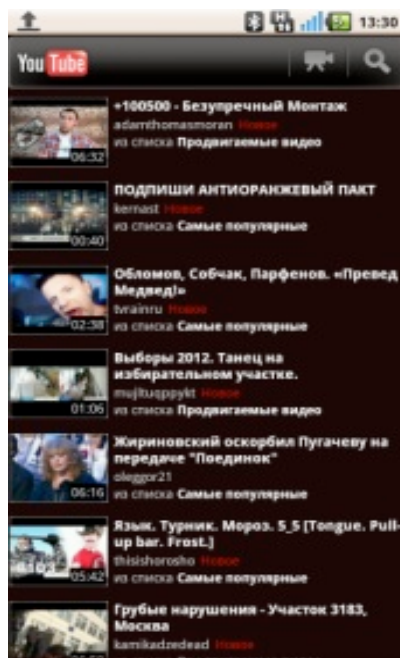 13:30
You Tube
+100500 - Безупречный Монтаж
adamthomasmoran Новое
из списка Продвигаемые видео
06:32
ПОДПИШИ АНТИОРАНЖЕВЫЙ ПАКТ
kernast Новое
из списка Самые популярные
00:40
Обломов, Собчак, Парфенов. «Превед
Медвед!»
tvrainru Новое
из списка Самые популярные
02:38
Выборы 2012. Танец на
избирательном участке.
mujltuqppykt Новое
из списка Продвигаемые видео
01:06
Жириновский оскорбил Пугачеву на
передаче "Поединок"
oleggor21
из списка Самые популярные
06:16
Язык. Турник. Мороз. 5_5 [Tongue. Pull-
up bar. Frost.]
thisishorosho Новое
из списка Самые популярные
05:42
Грубые нарушения - Участок 3183,
Москва
kamikadzedead Новое